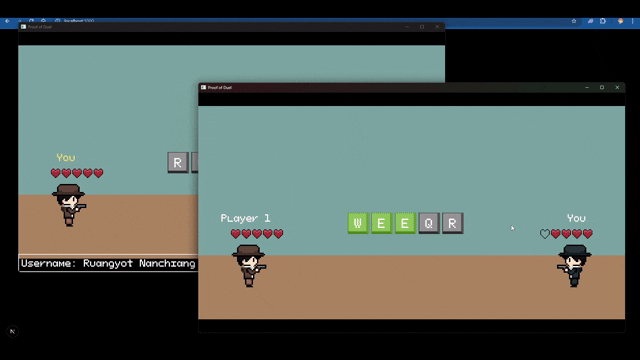 Proof of Duel
You
R
Username: Ruangyot Nanchiang
Proof of Duel
Player 1
W E E Q R
You
N